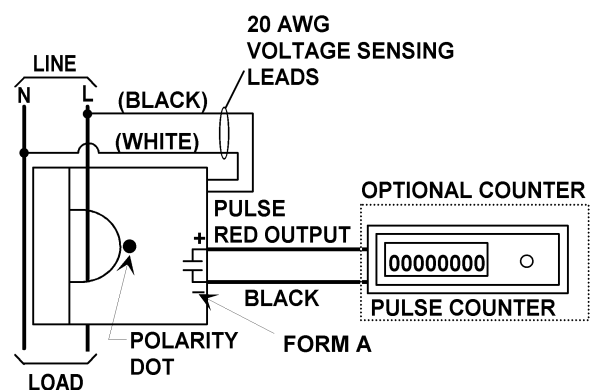 20 AWG
VOLTAGE SENSING
LEADS
LINE
N L
(BLACK)
(WHITE)
OPTIONAL COUNTER
PULSE
+ RED OUTPUT
00000000
−
BLACK
PULSE COUNTER
POLARITY
DOT
FORM A
LOAD